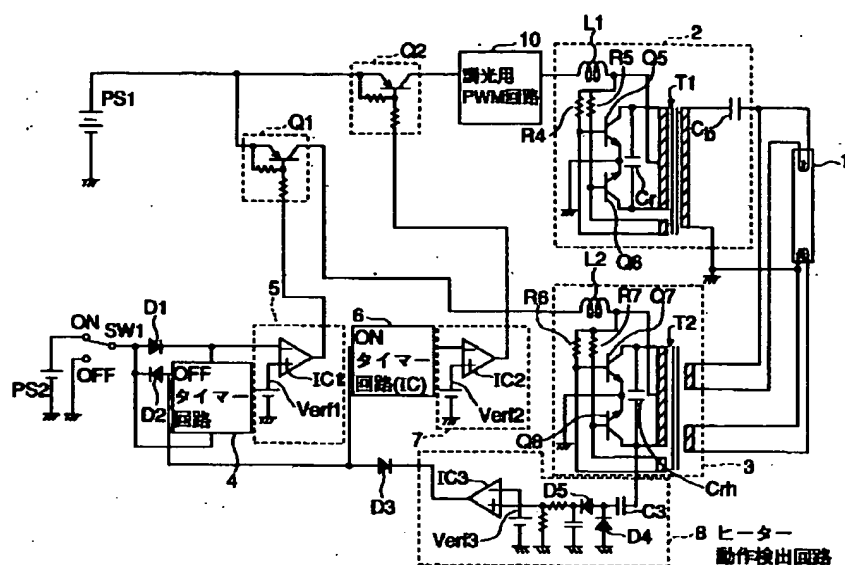 L1
2
Q2
10
R5
Q5
T1
PS1
調光用
PWM回路
R4
Cb
1
Q1
Cr
Q6
L2
5
6
R6
R7
Q7
T2
ON
D1
SW1
OFF
ON
IC1
タイマー
回路(IC)
IC2
PS2
OFF
タイマー
回路
D2
Verf1
Verf2
Q8
7
4
3
IC3
D3
D5
C3
Crh
Verf3
D4
8
ヒーター
動作検出回路